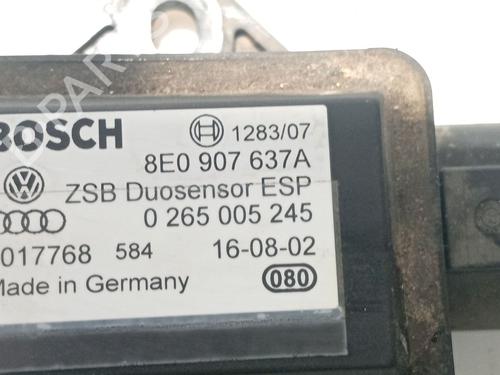 BOSCH 1283/07
8E0 907 637A
ZSB Duosensor ESP
0 265 005 245
017768 584 16-08-02
Made in Germany 080